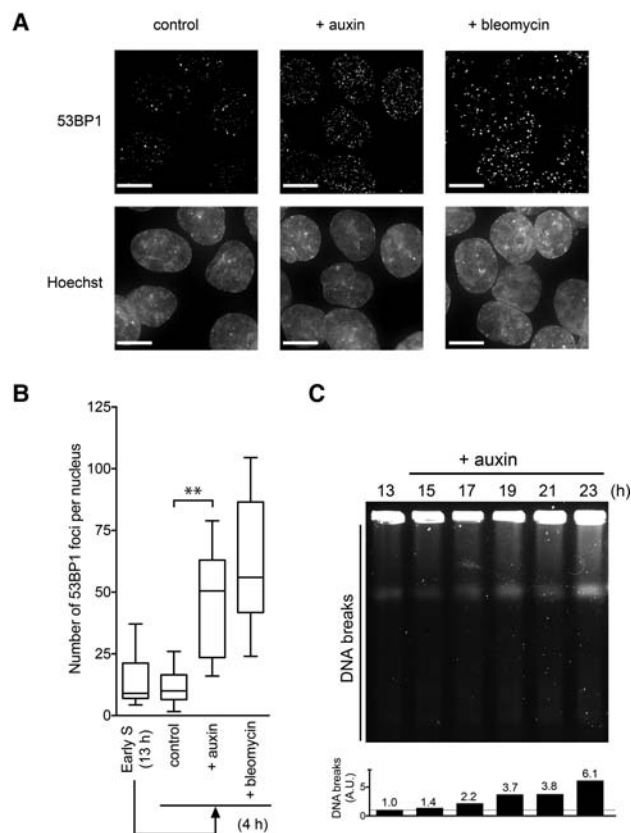 A
control
+ auxin
+ bleomycin
53BP1
Hoechst
B
Number of 53BP1 foci per nucleus
125
100
75
50
25
0
**
Early S
(13 h)
control
+ auxin
+ bleomycin
(4 h)
C
+ auxin
13 15 17 19 21 23 (h)
DNA breaks
DNA breaks
(A.U.)
5
1.0 1.4 2.2 3.7 3.8 6.1